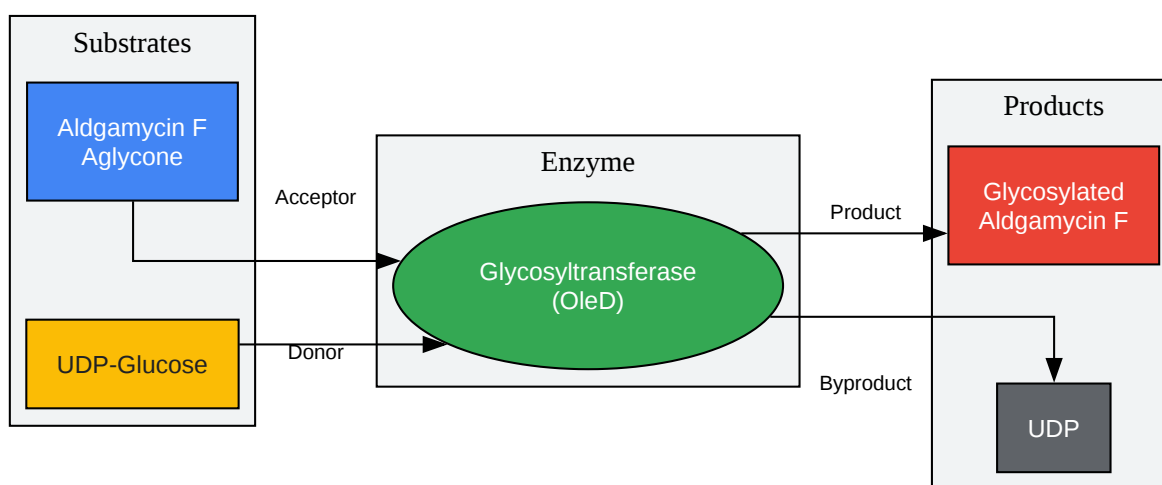 Substrates
Aldgamycin F
Aglycone
UDP-Glucose
Acceptor
Donor
Enzyme
Glycosyltransferase
(OleD)
Product
Byproduct
Products
Glycosylated
Aldgamycin F
UDP